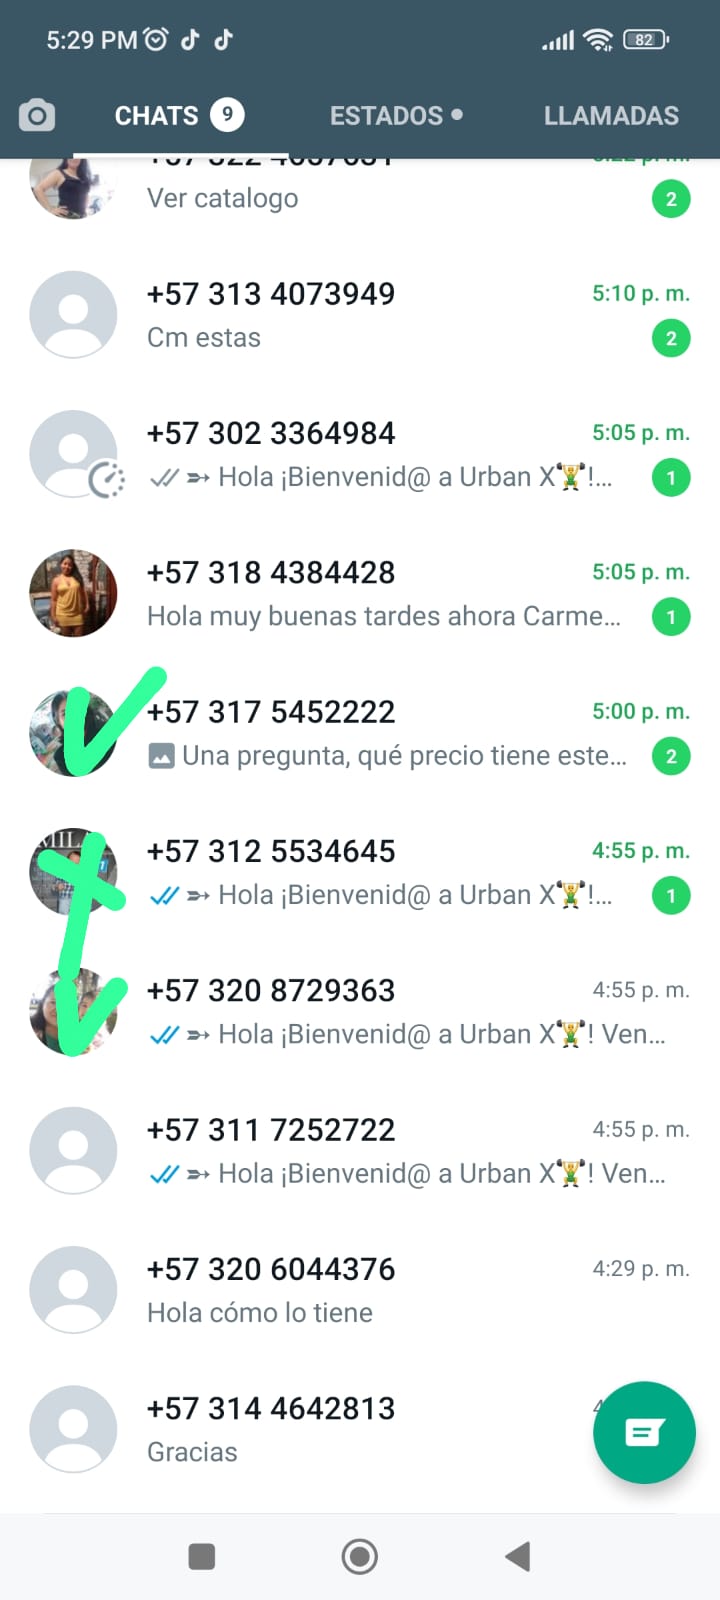 5:29 PM
82
CHATS 9
ESTADOS
LLAMADAS
Ver catalogo
2
+57 313 4073949
5:10 p. m.
Cm estas
2
+57 302 3364984
5:05 p. m.
Hola ¡Bienvenid@ a Urban X🏋!...
1
+57 318 4384428
5:05 p. m.
Hola muy buenas tardes ahora Carme...
1
+57 317 5452222
5:00 p. m.
Una pregunta, qué precio tiene este...
2
+57 312 5534645
4:55 p. m.
Hola ¡Bienvenid@ a Urban X🏋!...
1
+57 320 8729363
4:55 p. m.
Hola ¡Bienvenid@ a Urban X🏋! Ven...
+57 311 7252722
4:55 p. m.
Hola ¡Bienvenid@ a Urban X🏋! Ven...
+57 320 6044376
4:29 p. m.
Hola cómo lo tiene
+57 314 4642813
Gracias